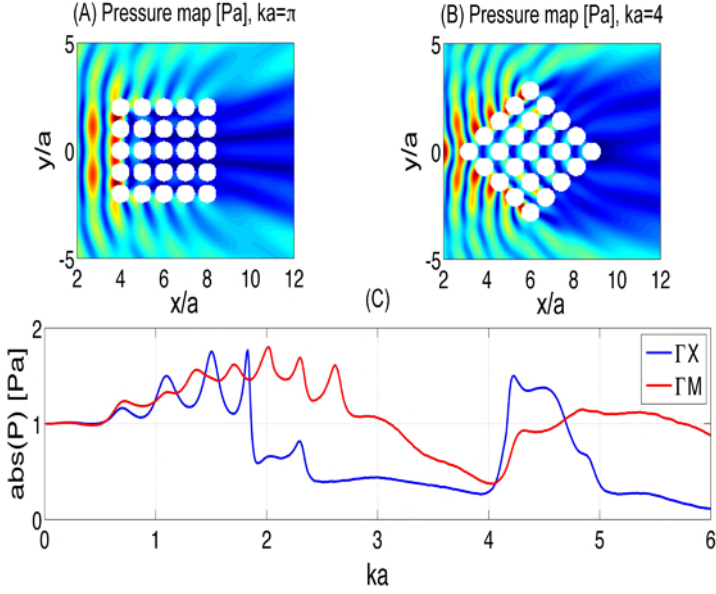 (A) Pressure map [Pa], ka=π
(B) Pressure map [Pa], ka=4
5
0
-5
y/a
2 4 6 8 10 12
x/a
5
0
-5
y/a
2 4 6 8 10 12
x/a
(C)
2
1
0
abs(P) [Pa]
ΓX
ΓM
0 1 2 3 4 5 6
ka